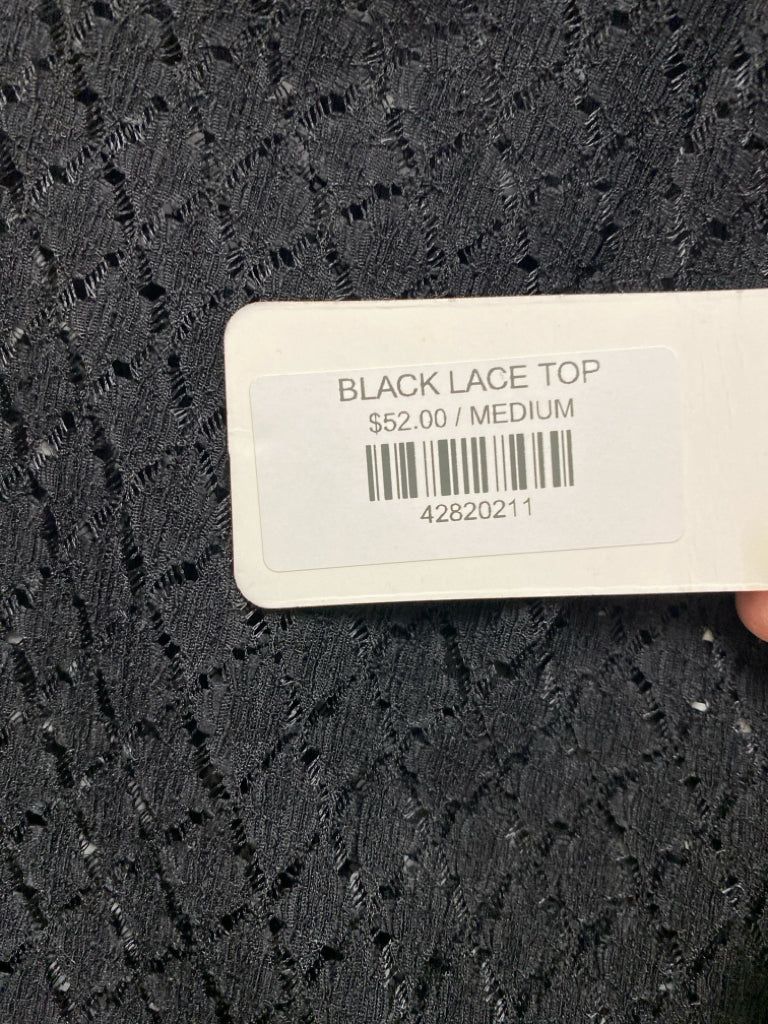 BLACK LACE TOP
$52.00 / MEDIUM
42820211